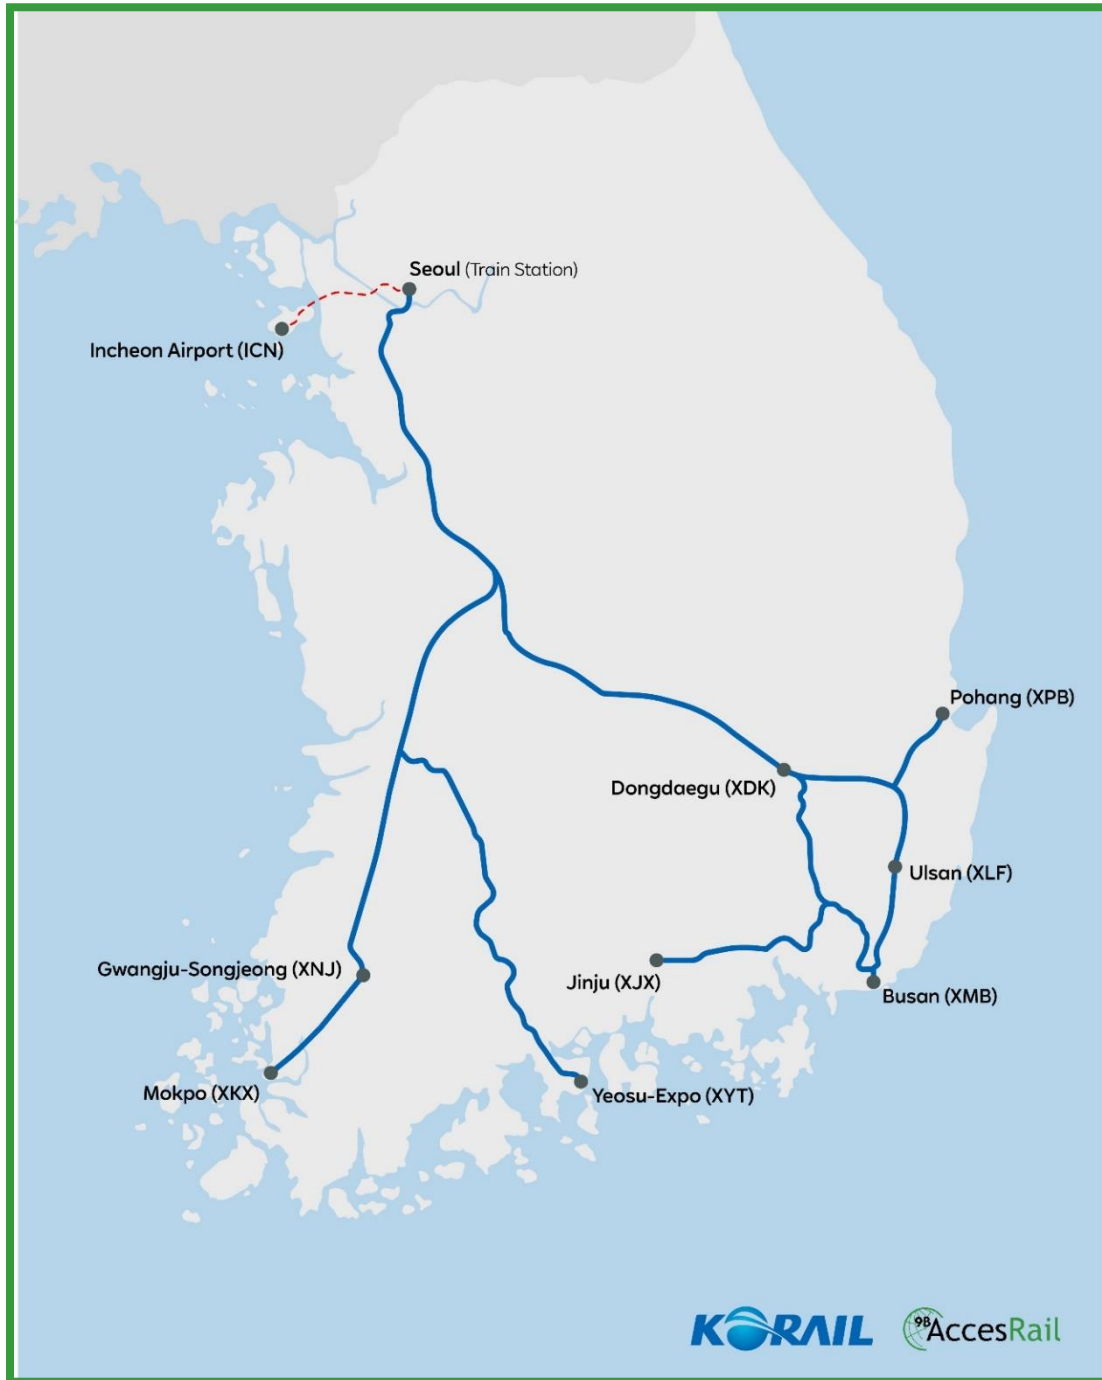 Seoul (Train Station)
Incheon Airport (ICN)
Pohang (XPB)
Dongdaegu (XDK)
Ulsan (XLF)
Gwangju-Songjeong (XNJ)
Jinju (XJX)
Busan (XMB)
Mokpo (XKX)
Yeosu-Expo (XYT)
KORAIL
9B AccesRail